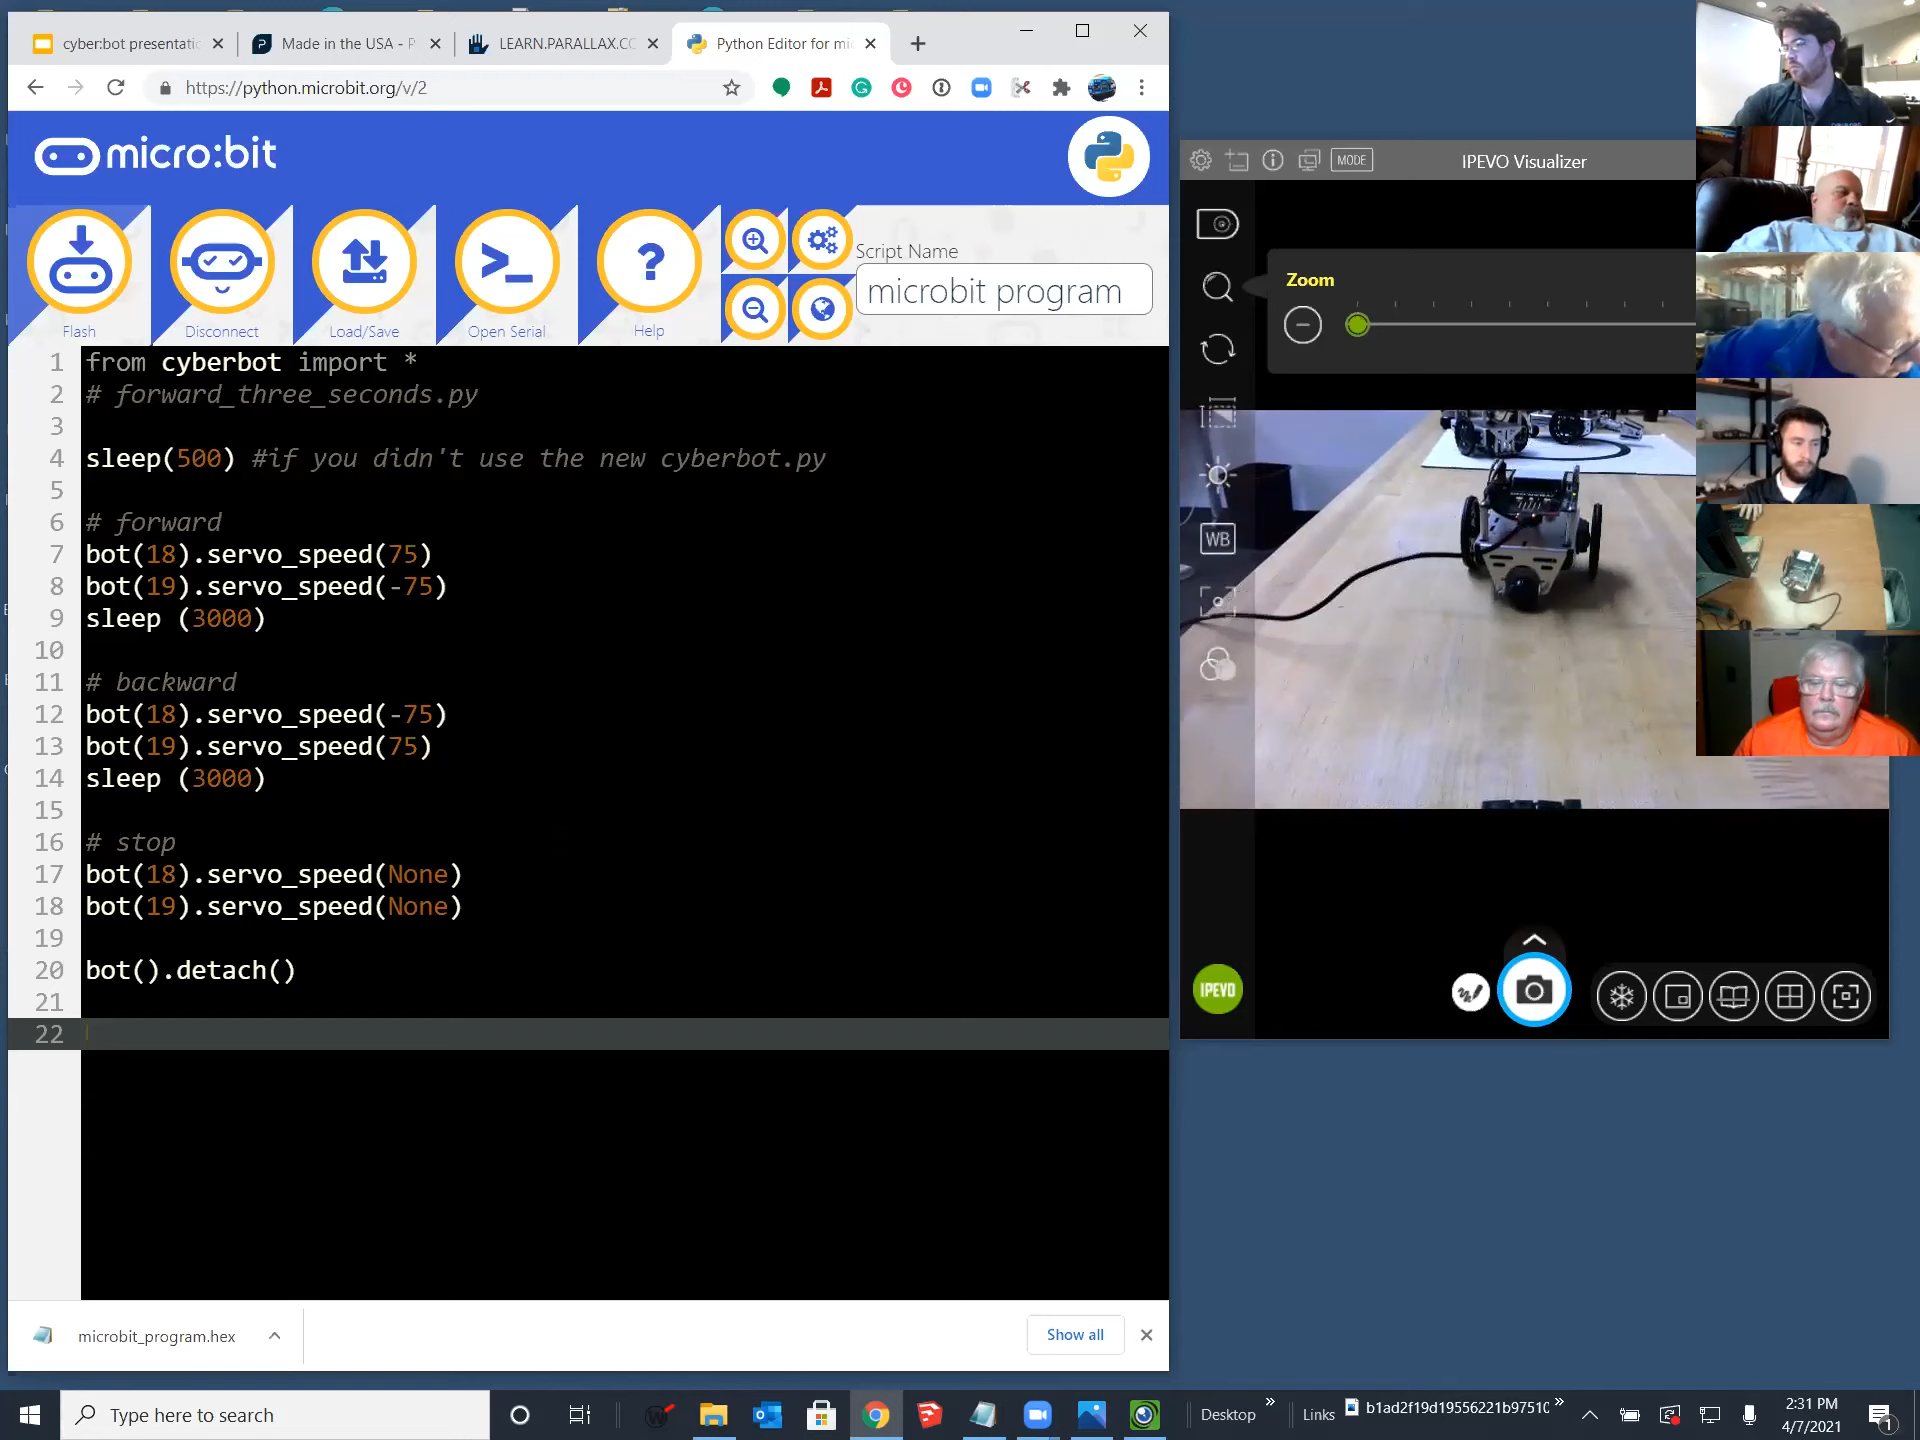 cyber:bot presentatio
Made in the USA - P
LEARN.PARALLAX.CO
Python Editor for mi
https://python.microbit.org/v/2
micro:bit
Flash
Disconnect
Load/Save
Open Serial
Help
Script Name
microbit program
1 from cyberbot import *
2 # forward_three_seconds.py
3
4 sleep(500) #if you didn't use the new cyberbot.py
5
6 # forward
7 bot(18).servo_speed(75)
8 bot(19).servo_speed(-75)
9 sleep (3000)
10
11 # backward
12 bot(18).servo_speed(-75)
13 bot(19).servo_speed(75)
14 sleep (3000)
15
16 # stop
17 bot(18).servo_speed(None)
18 bot(19).servo_speed(None)
19
20 bot().detach()
21
22
microbit_program.hex
Show all
MODE
IPEVO Visualizer
Zoom
WB
IPEVO
Type here to search
Desktop
Links
b1ad2f19d19556221b9751(
2:31 PM
4/7/2021
1